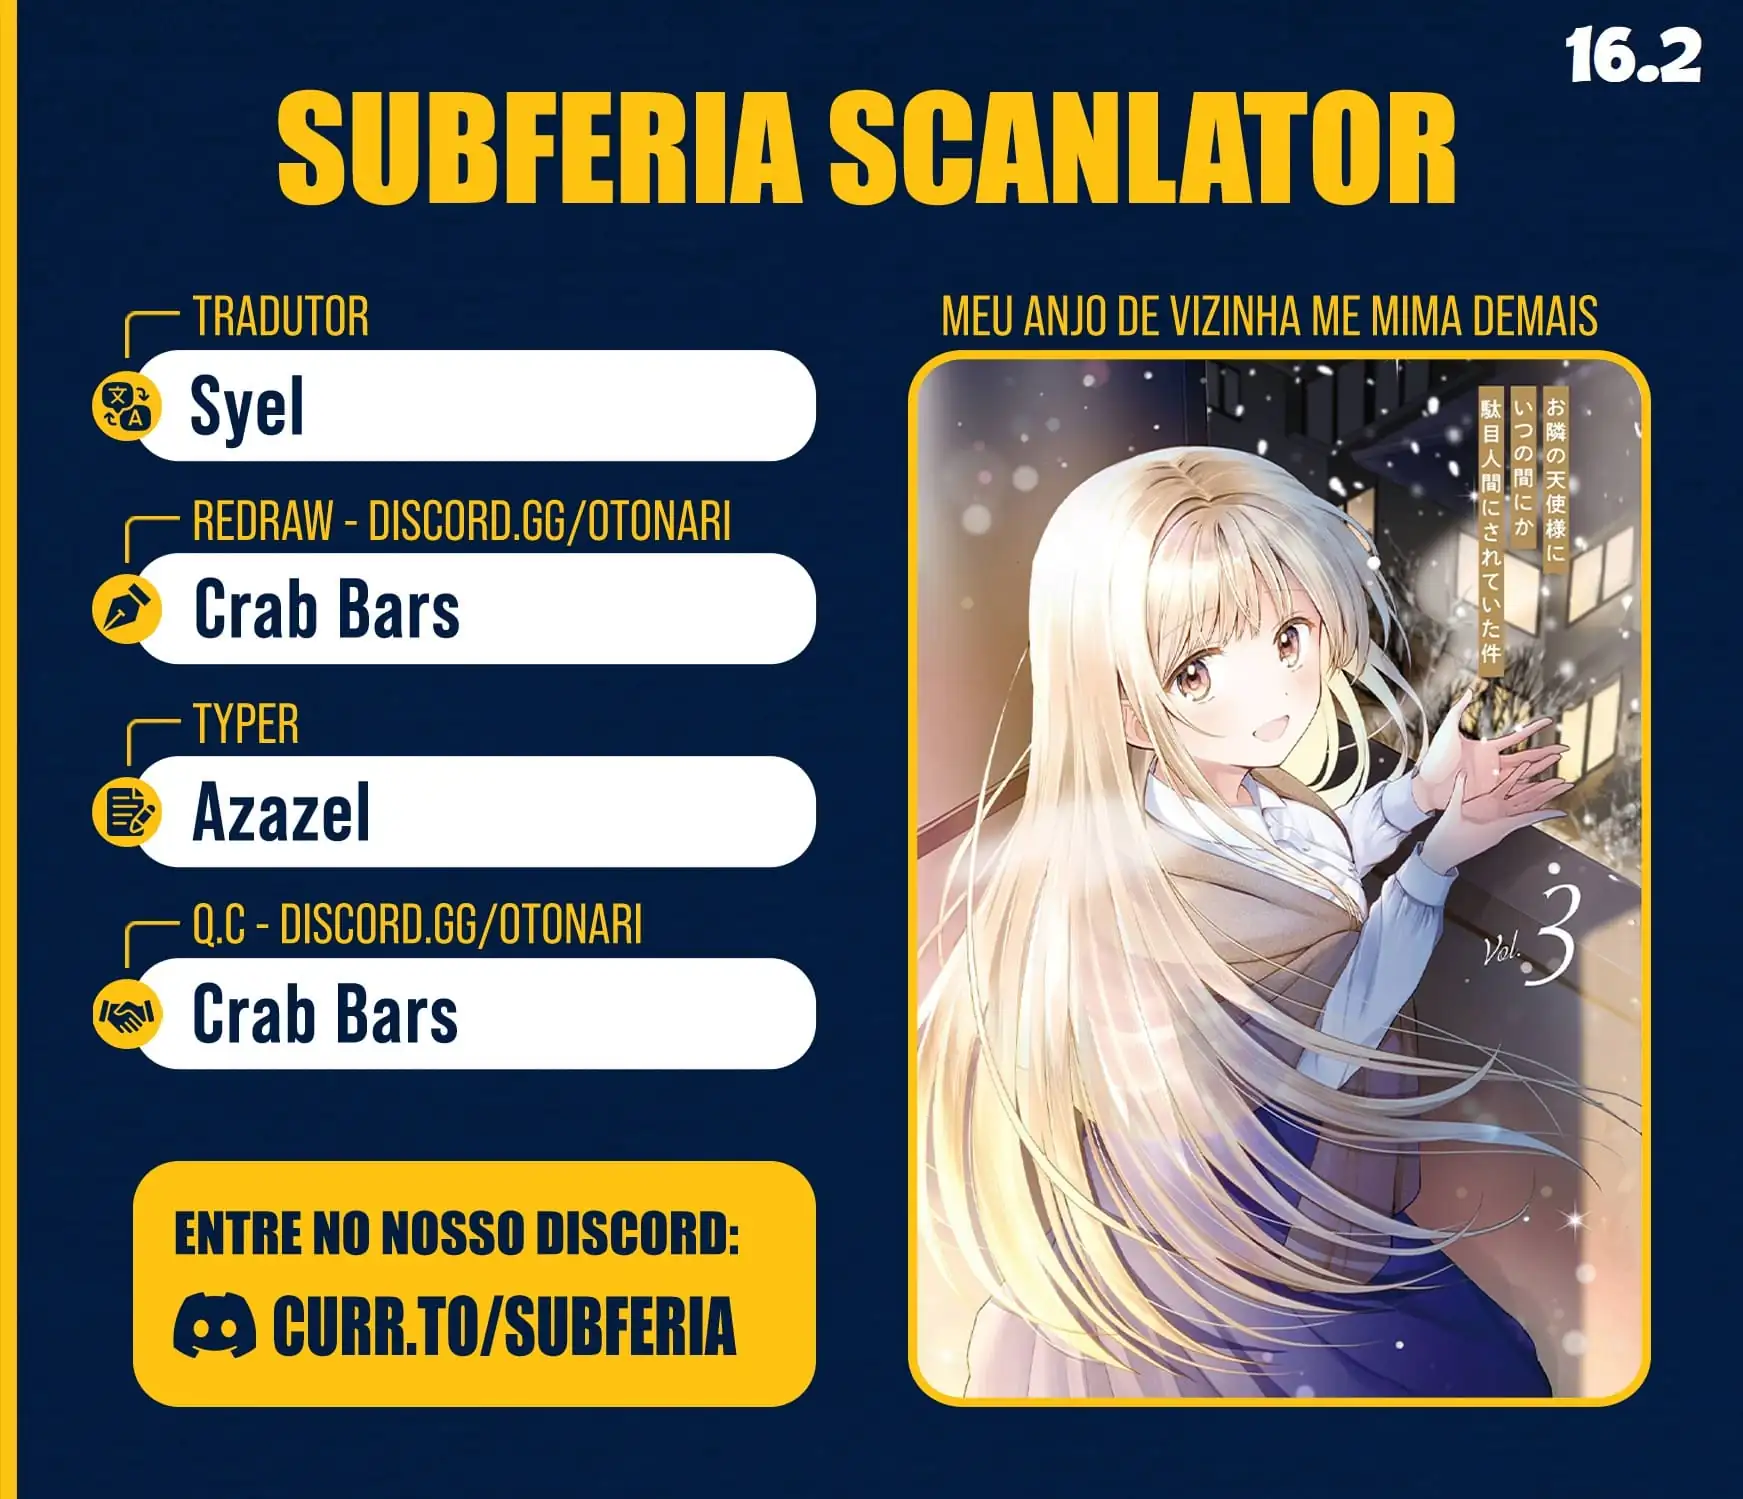 16.2
SUBFERIA SCANLATOR
TRADUTOR
Syel
REDRAW - DISCORD.GG/OTONARI
Crab Bars
TYPER
Azazel
Q.C - DISCORD.GG/OTONARI
Crab Bars
ENTRE NO NOSSO DISCORD:
CURR.TO/SUBFERIA
MEU ANJO DE VIZINHA ME MIMA DEMAIS
お隣の天使様に
いつの間にか
駄目人間にされていた件
Vol. 3
文
A